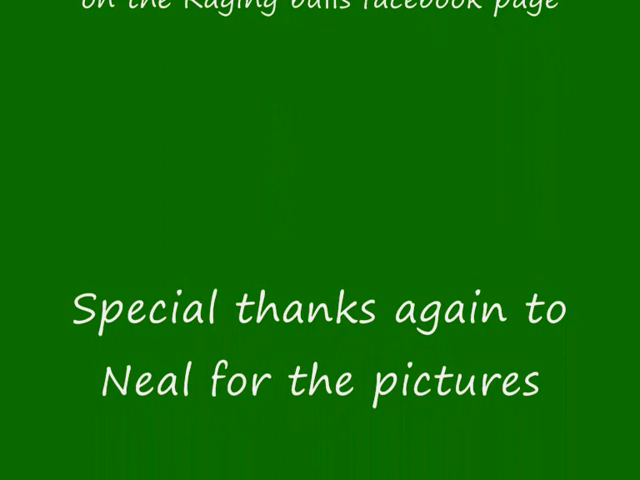 on the Raging bulls facebook page
Special thanks again to
Neal for the pictures